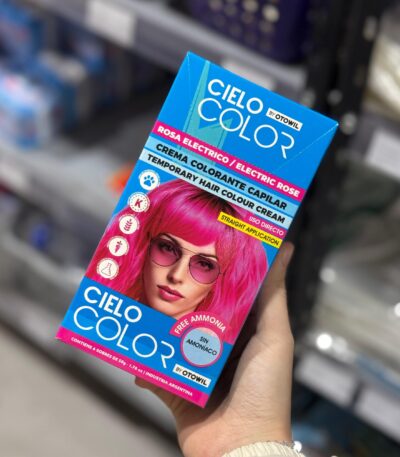 CIELO
BY OTOWIL
COLOR
ROSA ELECTRICO / ELECTRIC ROSE
CREMA COLORANTE CAPILAR
TEMPORARY HAIR COLOUR CREAM
USO DIRECTO
STRAIGHT APPLICATION
K
FREE AMMONIA
SIN
AMONIACO
CIELO
COLOR
BY OTOWIL
INDUSTRIA ARGENTINA